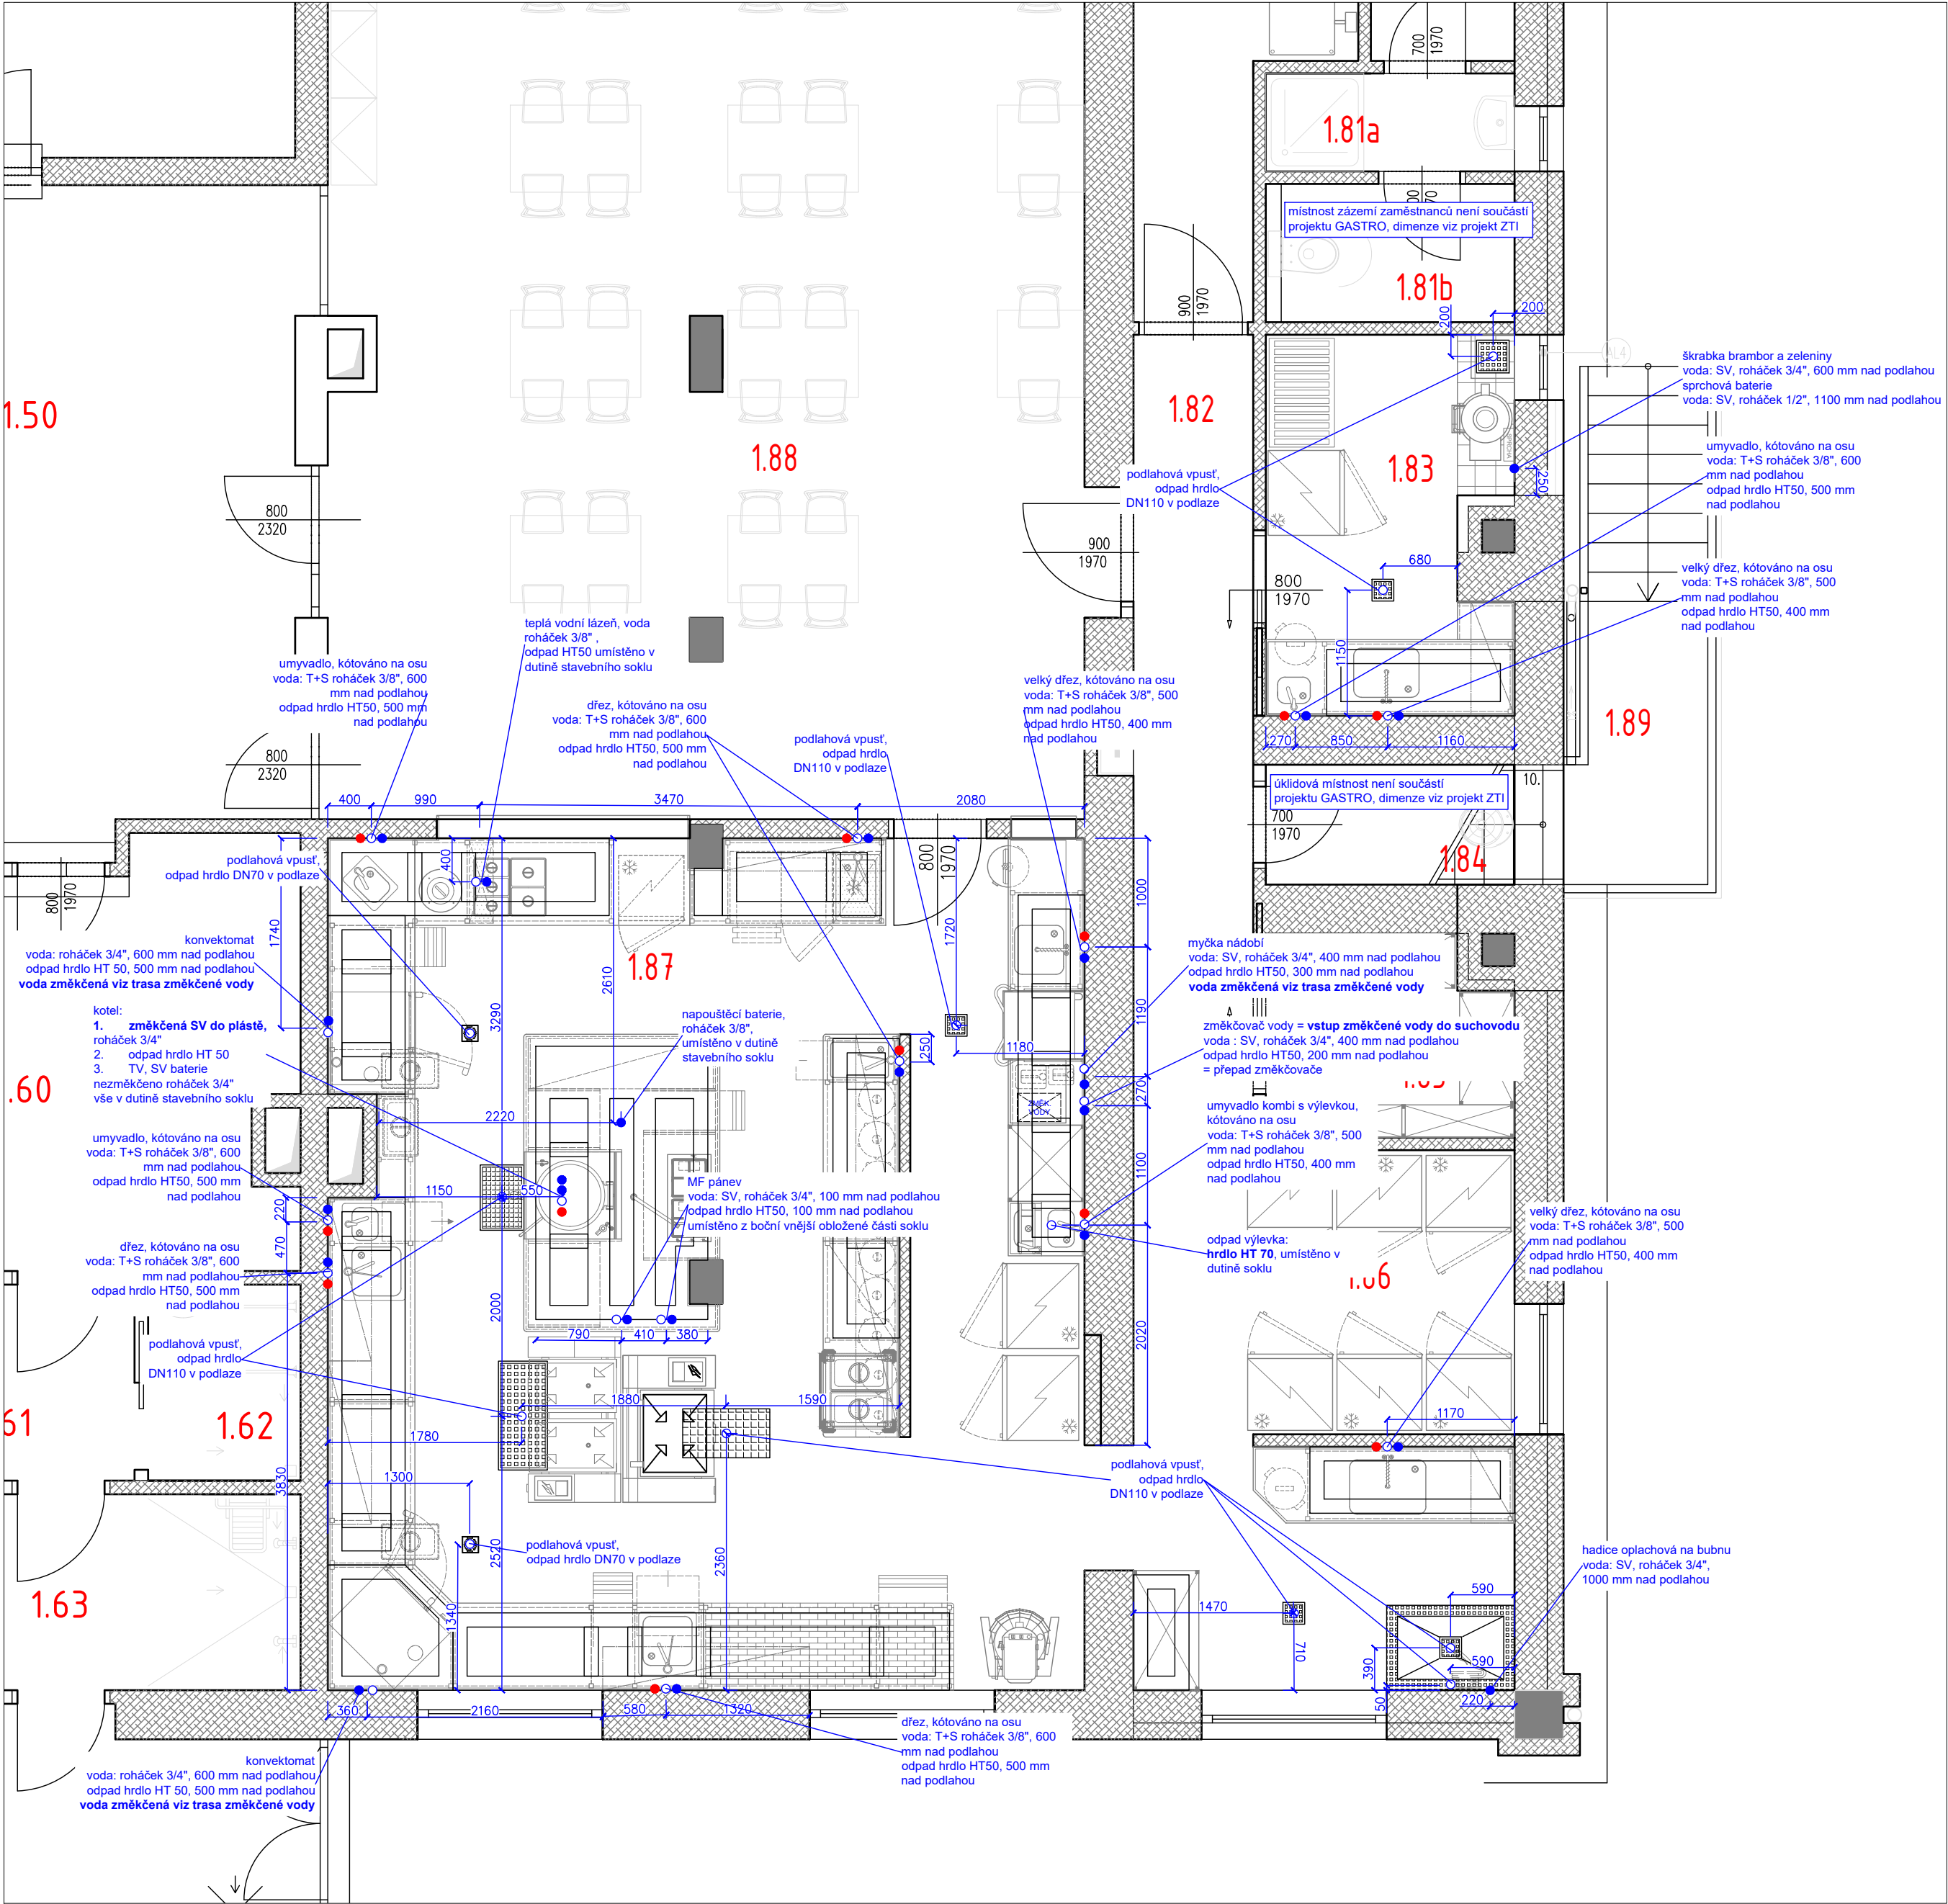 700
1970
1.81a
místnost zázemí zaměstnanců není součástí
projektu GASTRO, dimenze viz projekt ZTI
1.81b
900
1970
200
200
AL4
škrabka brambor a zeleniny
voda: SV, roháček 3/4", 600 mm nad podlahou
sprchová baterie
voda: SV, roháček 1/2", 1100 mm nad podlahou
1.50
1.88
1.82
1.83
podlahová vpusť,
odpad hrdlo
DN110 v podlaze
250
umyvadlo, kótováno na osu
voda: T+S roháček 3/8", 600
mm nad podlahou
odpad hrdlo HT50, 500 mm
nad podlahou
800
2320
900
1970
680
800
1970
1150
velký dřez, kótováno na osu
voda: T+S roháček 3/8", 500
mm nad podlahou
odpad hrdlo HT50, 400 mm
nad podlahou
teplá vodní lázeň, voda
roháček 3/8" ,
odpad HT50 umístěno v
dutině stavebního soklu
umyvadlo, kótováno na osu
voda: T+S roháček 3/8", 600
mm nad podlahou
odpad hrdlo HT50, 500 mm
nad podlahou
dřez, kótováno na osu
voda: T+S roháček 3/8", 600
mm nad podlahou
odpad hrdlo HT50, 500 mm
nad podlahou
podlahová vpusť,
odpad hrdlo
DN110 v podlaze
velký dřez, kótováno na osu
voda: T+S roháček 3/8", 500
mm nad podlahou
odpad hrdlo HT50, 400 mm
nad podlahou
270
850
1160
1.89
800
2320
úklidová místnost není součástí
projektu GASTRO, dimenze viz projekt ZTI
10.
700
1970
1.84
400
990
3470
2080
400
800
1970
podlahová vpusť,
odpad hrdlo DN70 v podlaze
800
1970
1740
3290
2610
1720
1000
1.87
konvektomat
voda: roháček 3/4", 600 mm nad podlahou
odpad hrdlo HT 50, 500 mm nad podlahou
voda změkčená viz trasa změkčené vody
myčka nádobí
voda: SV, roháček 3/4", 400 mm nad podlahou
odpad hrdlo HT50, 300 mm nad podlahou
voda změkčená viz trasa změkčené vody
kotel:
1. změkčená SV do pláště,
roháček 3/4"
2. odpad hrdlo HT 50
3. TV, SV baterie
nezměkčeno roháček 3/4"
vše v dutině stavebního soklu
napouštěcí baterie,
roháček 3/8",
umístěno v dutině
stavebního soklu
250
1180
1190
změkčovač vody = vstup změkčené vody do suchovodu
voda : SV, roháček 3/4", 400 mm nad podlahou
odpad hrdlo HT50, 200 mm nad podlahou
= přepad změkčovače
.60
ZMĚK.
VODY
270
2220
umyvadlo kombi s výlevkou,
kótováno na osu
voda: T+S roháček 3/8", 500
mm nad podlahou
odpad hrdlo HT50, 400 mm
nad podlahou
1100
umyvadlo, kótováno na osu
voda: T+S roháček 3/8", 600
mm nad podlahou
odpad hrdlo HT50, 500 mm
nad podlahou
1150
550
MF pánev
voda: SV, roháček 3/4", 100 mm nad podlahou
odpad hrdlo HT50, 100 mm nad podlahou
umístěno z boční vnější obložené části soklu
220
470
odpad výlevka:
hrdlo HT 70, umístěno v
dutině soklu
velký dřez, kótováno na osu
voda: T+S roháček 3/8", 500
mm nad podlahou
odpad hrdlo HT50, 400 mm
nad podlahou
dřez, kótováno na osu
voda: T+S roháček 3/8", 600
mm nad podlahou
odpad hrdlo HT50, 500 mm
nad podlahou
2000
790
410
380
2020
podlahová vpusť,
odpad hrdlo
DN110 v podlaze
1880
1590
1170
61
1.62
1780
3830
1300
podlahová vpusť,
odpad hrdlo
DN110 v podlaze
podlahová vpusť,
odpad hrdlo DN70 v podlaze
2520
2360
1340
1.63
hadice oplachová na bubnu
voda: SV, roháček 3/4",
1000 mm nad podlahou
590
1470
710
390
590
50
220
360
2160
580
1320
dřez, kótováno na osu
voda: T+S roháček 3/8", 600
mm nad podlahou
odpad hrdlo HT50, 500 mm
nad podlahou
konvektomat
voda: roháček 3/4", 600 mm nad podlahou
odpad hrdlo HT 50, 500 mm nad podlahou
voda změkčená viz trasa změkčené vody